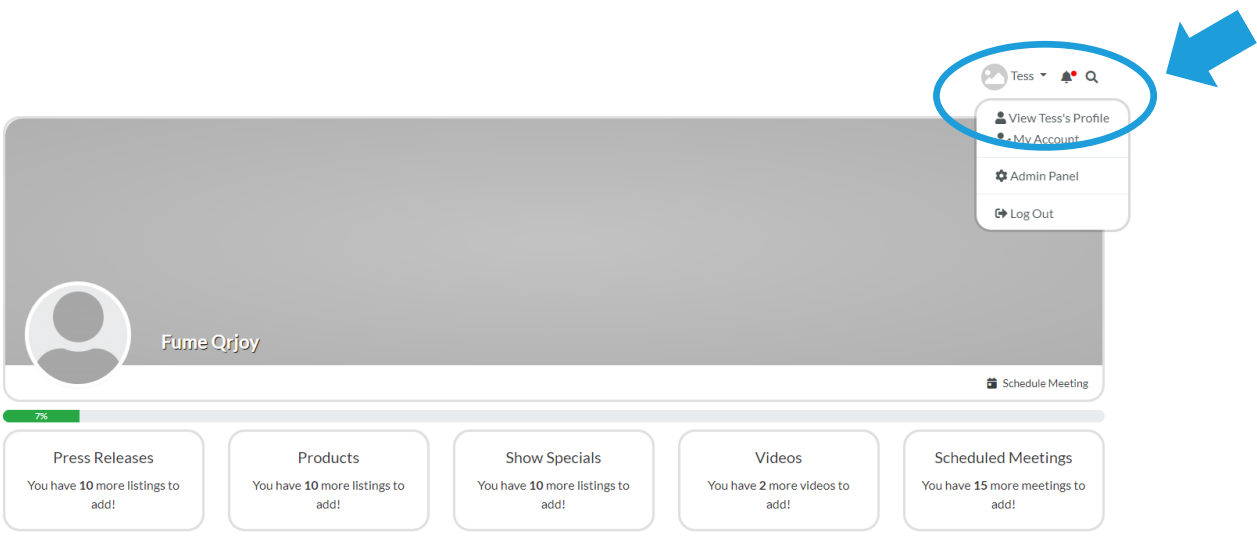 Tess
View Tess's Profile
My Account
Admin Panel
Log Out
Fume Qrjoy
Schedule Meeting
7%
Press Releases
You have 10 more listings to
add!
Products
You have 10 more listings to
add!
Show Specials
You have 10 more listings to
add!
Videos
You have 2 more videos to
add!
Scheduled Meetings
You have 15 more meetings to
add!